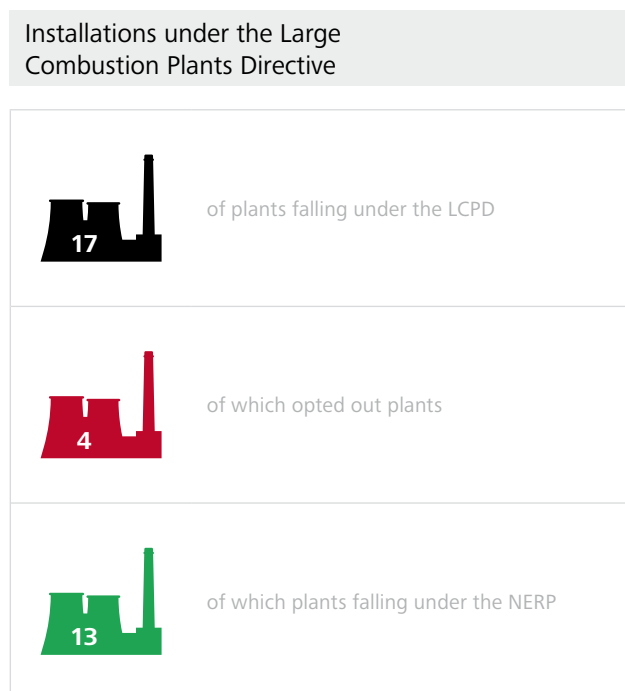 Installations under the Large
Combustion Plants Directive
17
of plants falling under the LCPD
4
of which opted out plants
13
of which plants falling under the NERP